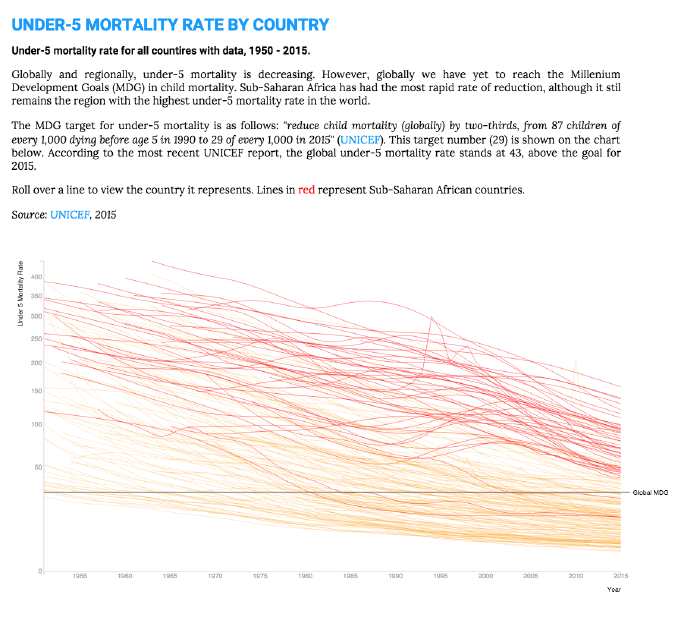 UNDER-5 MORTALITY RATE BY COUNTRY
Under-5 mortality rate for all countires with data, 1950 - 2015.
Globally and regionally, under-5 mortality is decreasing. However, globally we have yet to reach the Millenium
Development Goals (MDG) in child mortality. Sub-Saharan Africa has had the most rapid rate of reduction, although it stil
remains the region with the highest under-5 mortality rate in the world.
The MDG target for under-5 mortality is as follows: "reduce child mortality (globally) by two-thirds, from 87 children of
every 1,000 dying before age 5 in 1990 to 29 of every 1,000 in 2015" (UNICEF). This target number (29) is shown on the chart
below. According to the most recent UNICEF report, the global under-5 mortality rate stands at 43, above the goal for
2015.
Roll over a line to view the country it represents. Lines in red represent Sub-Saharan African countries.
Source: UNICEF, 2015
Under 5 Mortality Rate
400
350
300
250
200
150
100
50
0
Global MDG
1955 1960 1965 1970 1975 1980 1985 1990 1995 2000 2005 2010 2015
Year